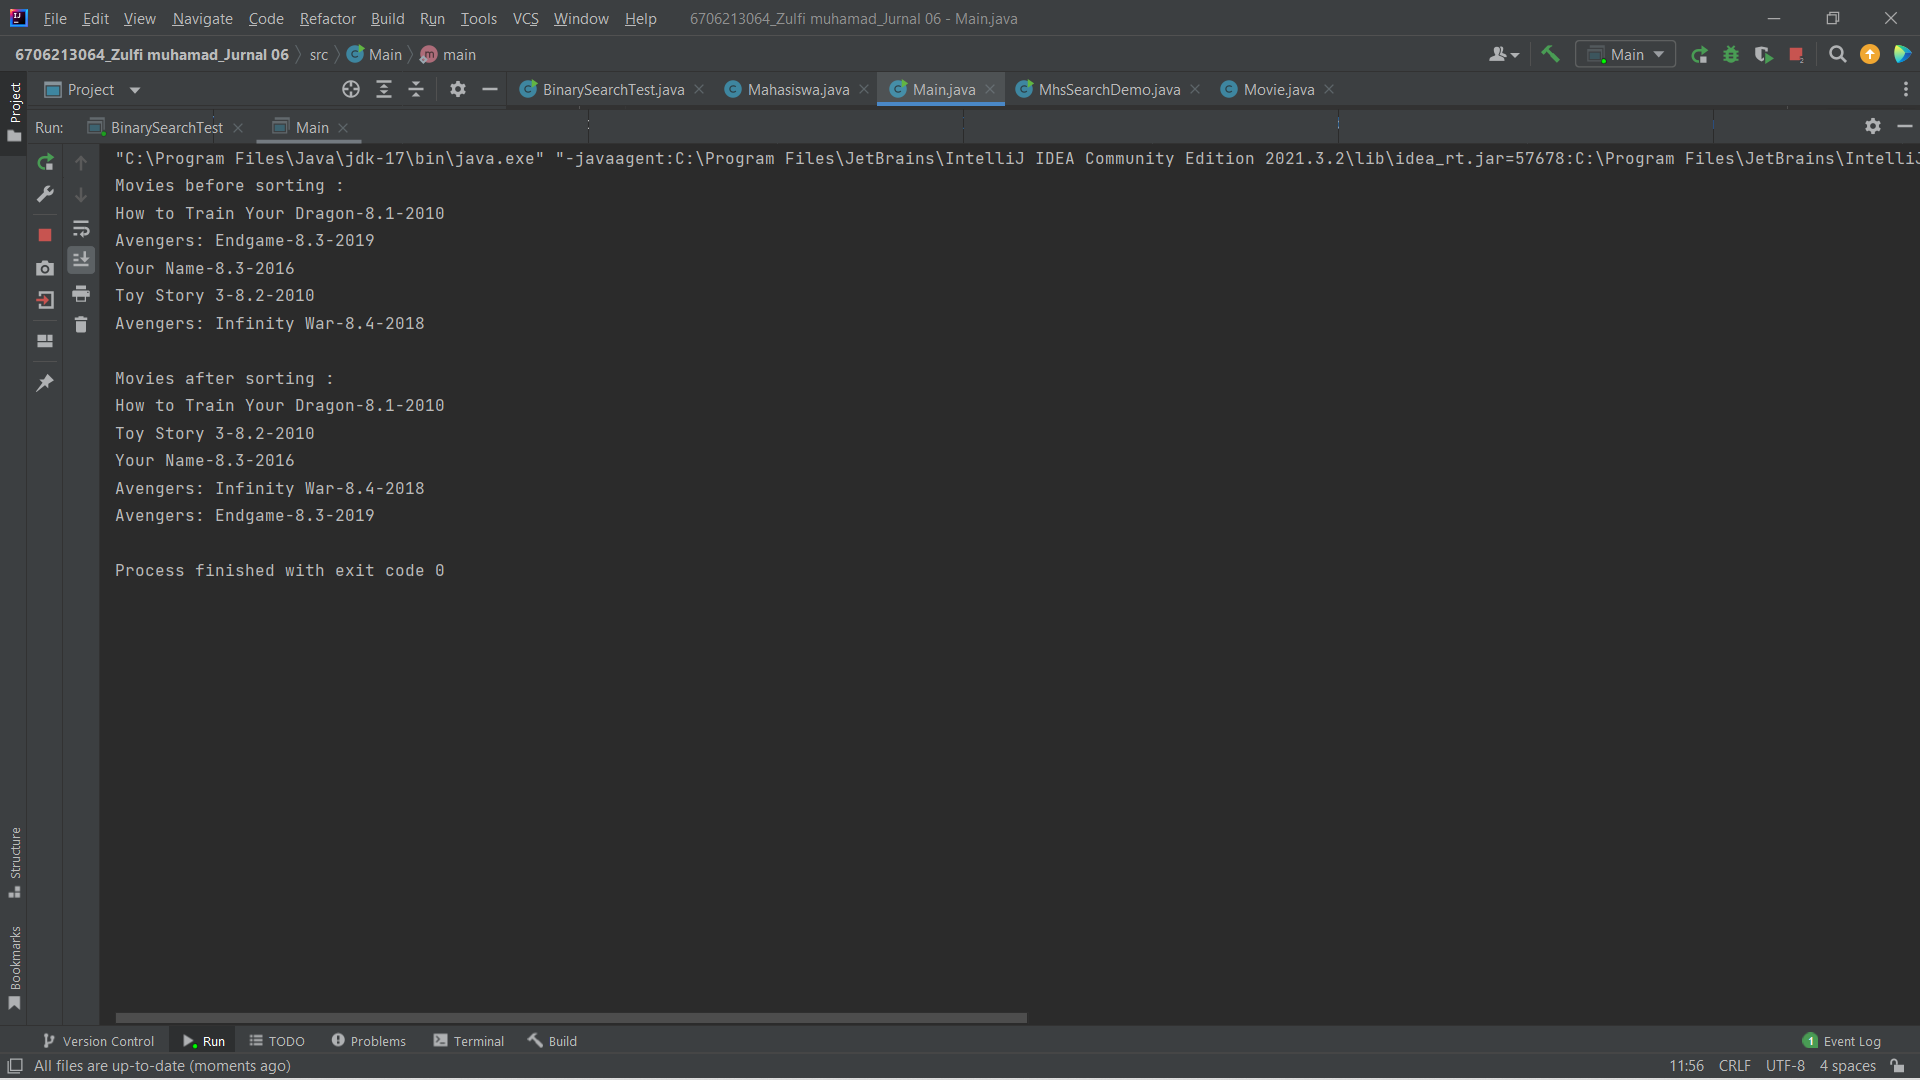 File Edit View Navigate Code Refactor Build Run Tools VCS Window Help 6706213064_Zulfi muhamad_Jurnal 06 - Main.java
6706213064_Zulfi muhamad_Jurnal 06 src Main main Main
Project Project BinarySearchTest.java Mahasiswa.java Main.java MhsSearchDemo.java Movie.java
Run: BinarySearchTest Main
"C:\Program Files\Java\jdk-17\bin\java.exe" "-javaagent:C:\Program Files\JetBrains\IntelliJ IDEA Community Edition 2021.3.2\lib\idea_rt.jar=57678:C:\Program Files\JetBrains\IntelliJ
Movies before sorting :
How to Train Your Dragon-8.1-2010
Avengers: Endgame-8.3-2019
Your Name-8.3-2016
Toy Story 3-8.2-2010
Avengers: Infinity War-8.4-2018
Movies after sorting :
How to Train Your Dragon-8.1-2010
Toy Story 3-8.2-2010
Your Name-8.3-2016
Avengers: Infinity War-8.4-2018
Avengers: Endgame-8.3-2019
Process finished with exit code 0
Structure
Bookmarks
Version Control Run TODO Problems Terminal Build 1 Event Log
All files are up-to-date (moments ago) 11:56 CRLF UTF-8 4 spaces